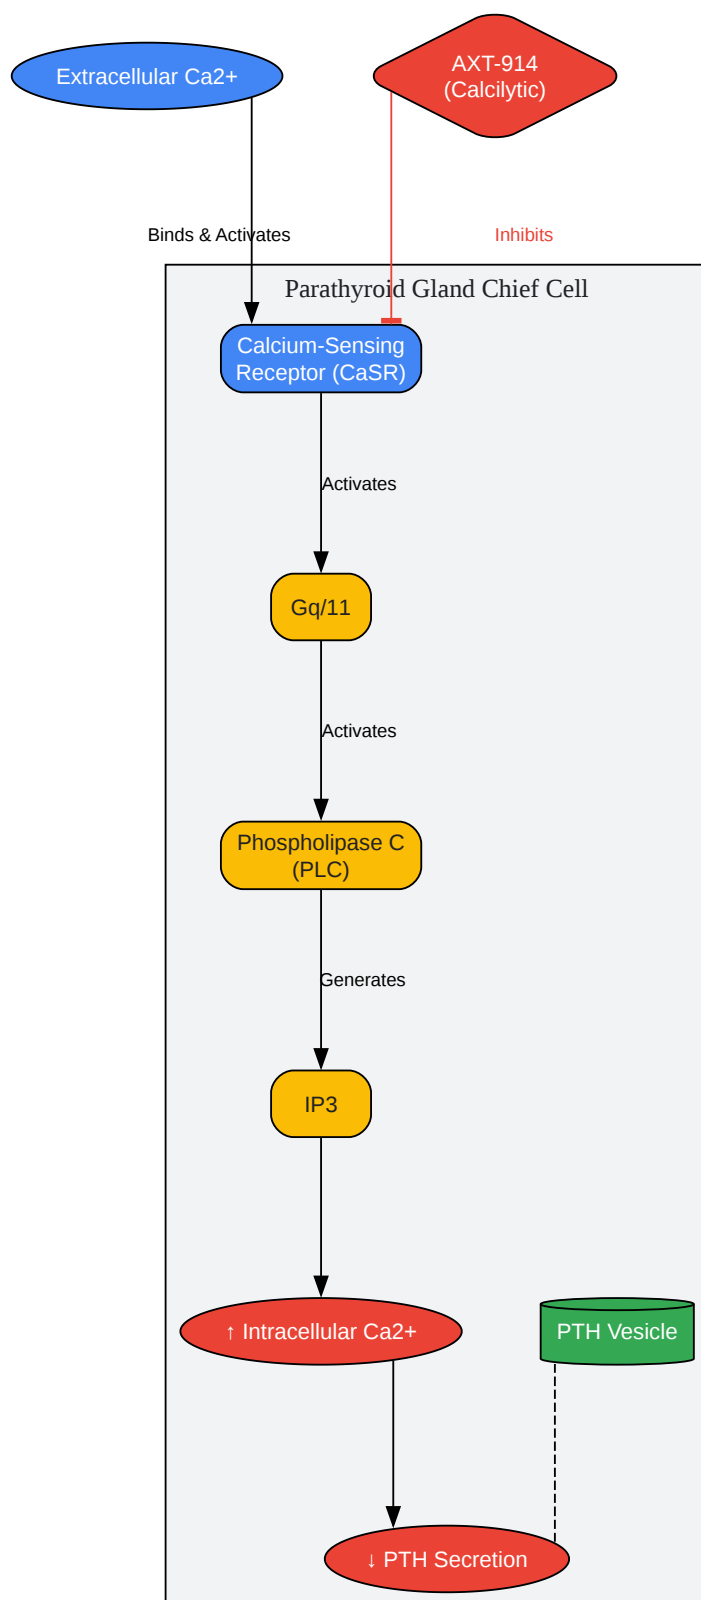 Extracellular Ca2+
AXT-914
(Calcilytic)
Binds & Activates
Inhibits
Parathyroid Gland Chief Cell
Calcium-Sensing
Receptor (CaSR)
Activates
Gq/11
Activates
Phospholipase C
(PLC)
Generates
IP3
↑ Intracellular Ca2+
PTH Vesicle
↓ PTH Secretion